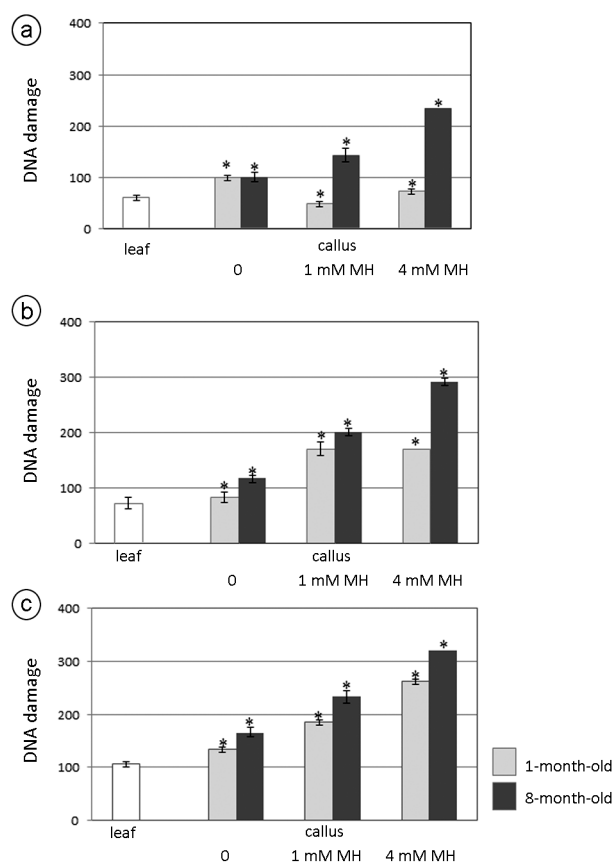 a
DNA damage
400
300
200
100
0
* * * * * *
leaf
callus
0 1 mM MH 4 mM MH
b
DNA damage
400
300
200
100
0
* * * * * *
leaf
callus
0 1 mM MH 4 mM MH
c
DNA damage
400
300
200
100
0
* * * * * *
leaf
callus
0 1 mM MH 4 mM MH
1-month-old
8-month-old